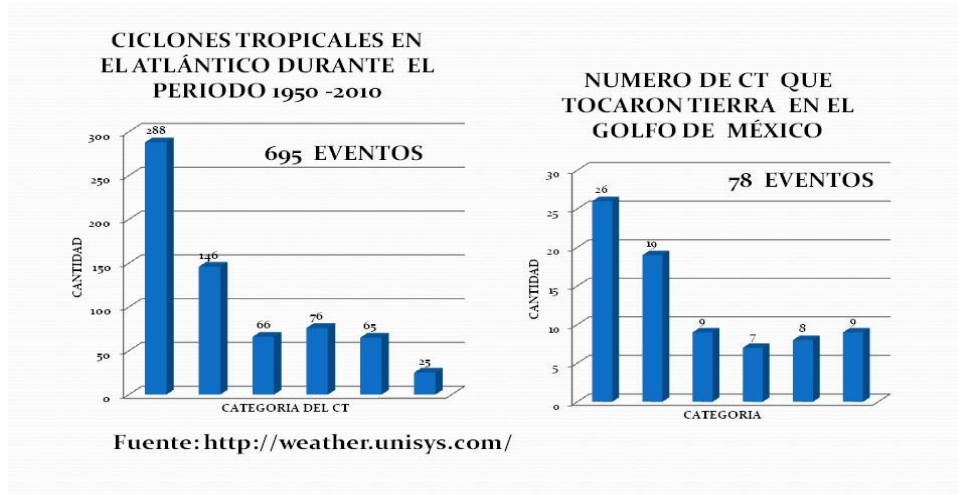 CICLONES TROPICALES EN
EL ATLÁNTICO DURANTE EL
PERIODO 1950 -2010
695 EVENTOS
CANTIDAD
300
250
200
150
100
50
0
288
146
66
76
65
25
CATEGORIA DEL CT
NUMERO DE CT QUE
TOCARON TIERRA EN EL
GOLFO DE MÉXICO
78 EVENTOS
CANTIDAD
30
25
20
15
10
5
0
26
19
9
7
8
9
CATEGORIA
Fuente: http://weather.unisys.com/